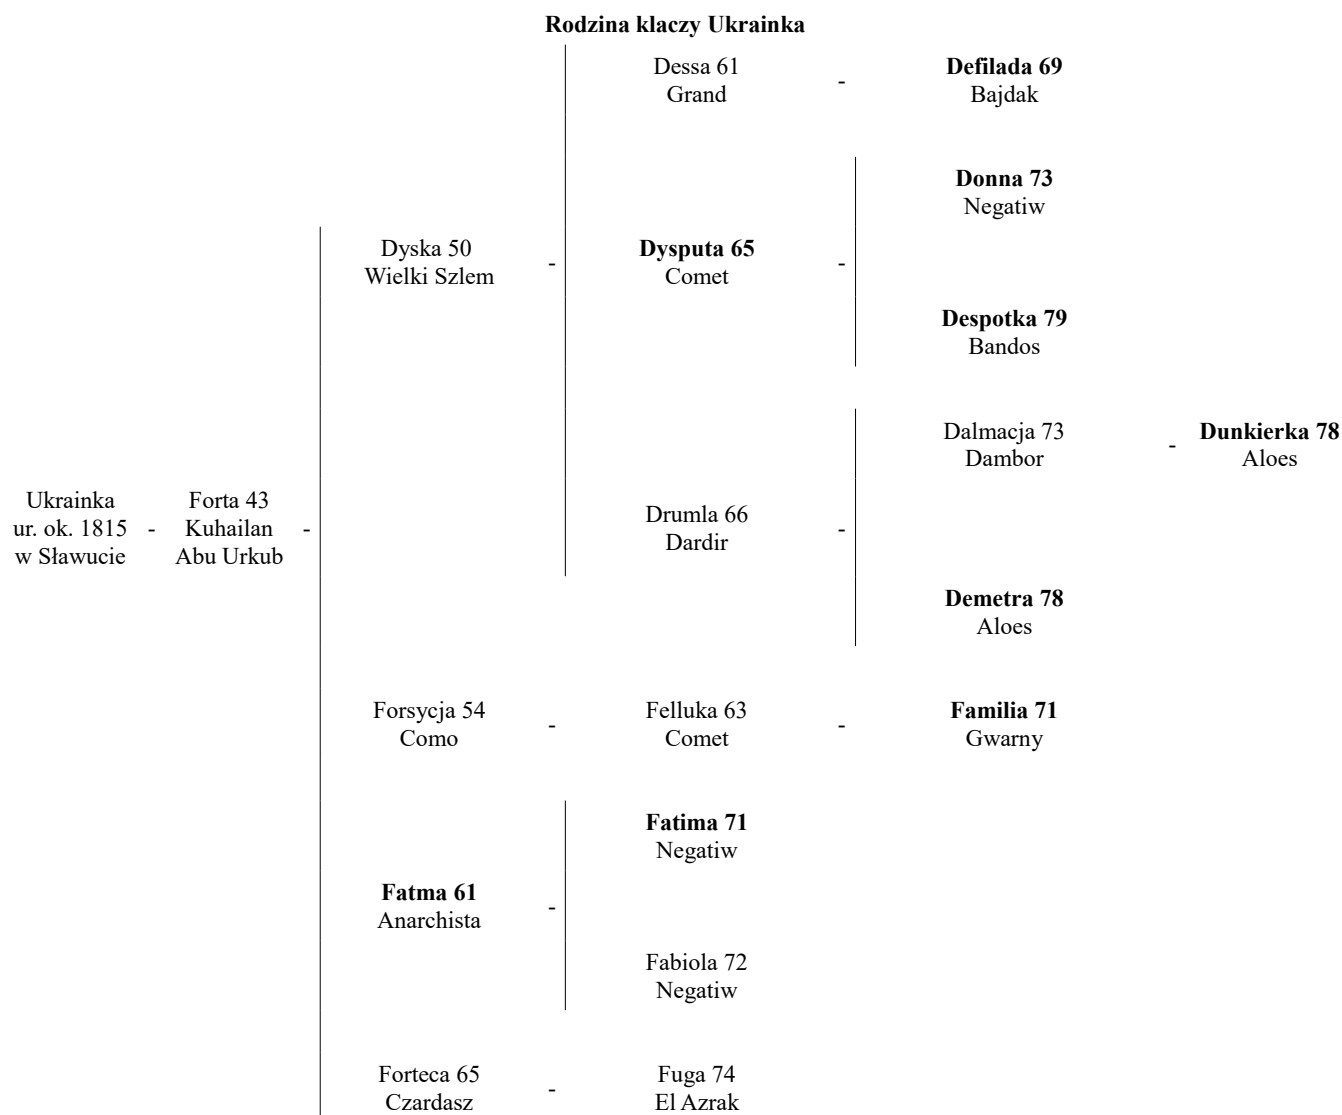 Rodzina klaczy Ukrainka
Dessa 61 - Defilada 69
Grand Bajdak
Donna 73
Negatiw
Dyska 50 - Dysputa 65 -
Wielki Szlem Comet
Despotka 79
Bandos
Dalmacja 73 - Dunkierka 78
Dambor Aloes
Ukrainka Forta 43
ur. ok. 1815 - Kuhailan - Drumla 66 -
w Sławucie Abu Urkub Dardir
Demetra 78
Aloes
Forsycja 54 - Felluka 63 - Familia 71
Como Comet Gwarny
Fatima 71
Negatiw
Fatma 61 -
Anarchista
Fabiola 72
Negatiw
Forteca 65 - Fuga 74
Czardasz El Azrak